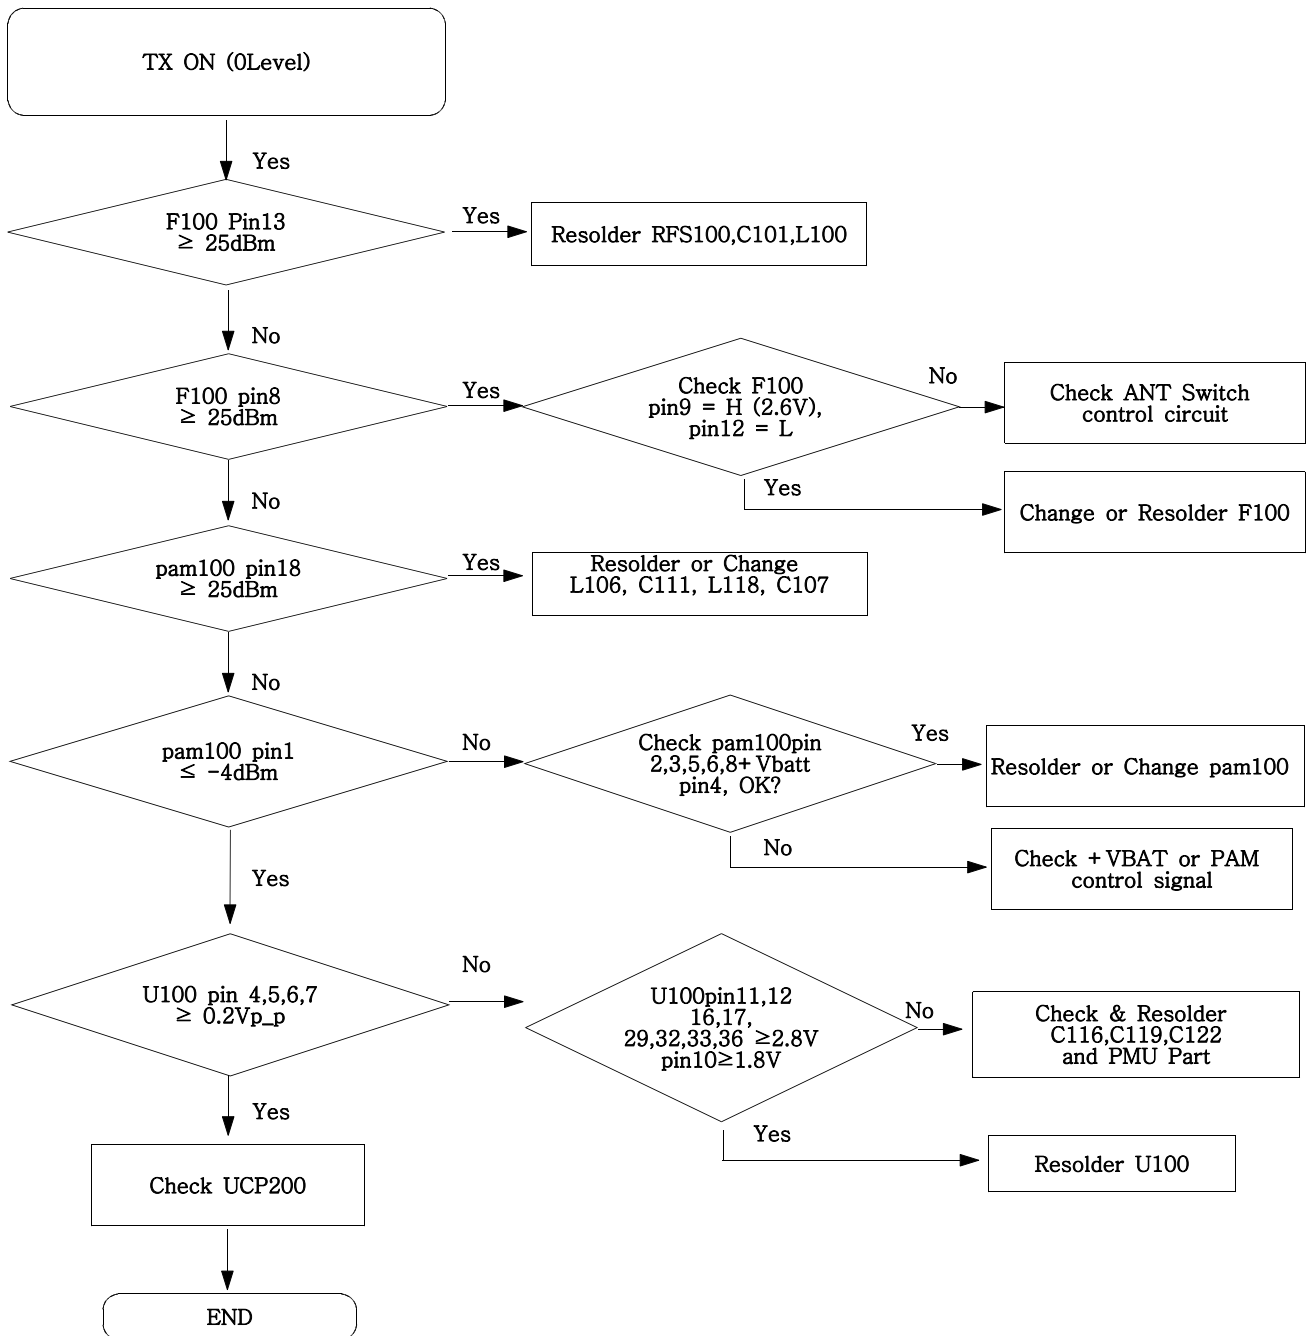 TX ON (0Level)
Yes
F100 Pin13
≥ 25dBm
Yes
Resolder RFS100,C101,L100
No
F100 pin8
≥ 25dBm
Yes
Check F100
pin9 = H (2.6V),
pin12 = L
No
Check ANT Switch
control circuit
Yes
Change or Resolder F100
No
pam100 pin18
≥ 25dBm
Yes
Resolder or Change
L106, C111, L118, C107
No
pam100 pin1
≤ -4dBm
No
Check pam100pin
2,3,5,6,8+Vbatt
pin4, OK?
Yes
Resolder or Change pam100
No
Check +VBAT or PAM
control signal
Yes
U100 pin 4,5,6,7
≥ 0.2Vp_p
No
U100pin11,12
16,17,
29,32,33,36 ≥2.8V
pin10≥1.8V
No
Check & Resolder
C116,C119,C122
and PMU Part
Yes
Resolder U100
Yes
Check UCP200
END